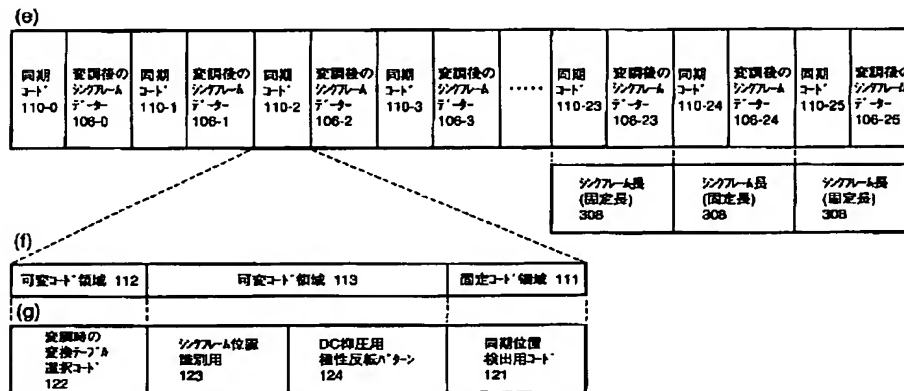 (e)
同期
コード
110-0
変調後の
シンクフレーム
データー
106-0
同期
コード
110-1
変調後の
シンクフレーム
データー
106-1
同期
コード
110-2
変調後の
シンクフレーム
データー
106-2
同期
コード
110-3
変調後の
シンクフレーム
データー
106-3
·····
同期
コード
110-23
変調後の
シンクフレーム
データー
106-23
同期
コード
110-24
変調後の
シンクフレーム
データー
106-24
同期
コード
110-25
変調後の
シンクフレーム
データー
106-25
シンクフレーム長
(固定長)
308
シンクフレーム長
(固定長)
308
シンクフレーム長
(固定長)
308
(f)
可変コード領域 112
可変コード領域 113
固定コード領域 111
(g)
変調時の
変換テーブル
選択コード
122
シンクフレーム位置
識別用
123
DC抑圧用
極性反転パターン
124
同期位置
検出用コード
121